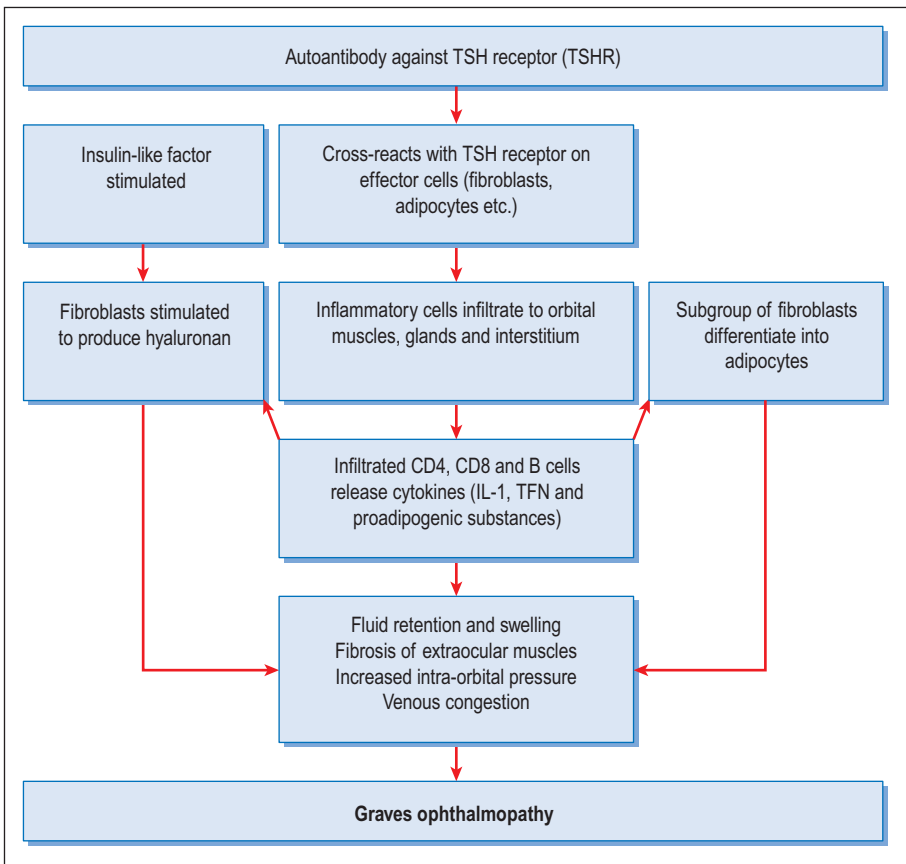 Autoantibody against TSH receptor (TSHR)
Insulin-like factor
stimulated
Cross-reacts with TSH receptor on
effector cells (fibroblasts,
adipocytes etc.)
Fibroblasts stimulated
to produce hyaluronan
Inflammatory cells infiltrate to orbital
muscles, glands and interstitium
Subgroup of fibroblasts
differentiate into
adipocytes
Infiltrated CD4, CD8 and B cells
release cytokines (IL-1, TFN and
proadipogenic substances)
Fluid retention and swelling
Fibrosis of extraocular muscles
Increased intra-orbital pressure
Venous congestion
Graves ophthalmopathy